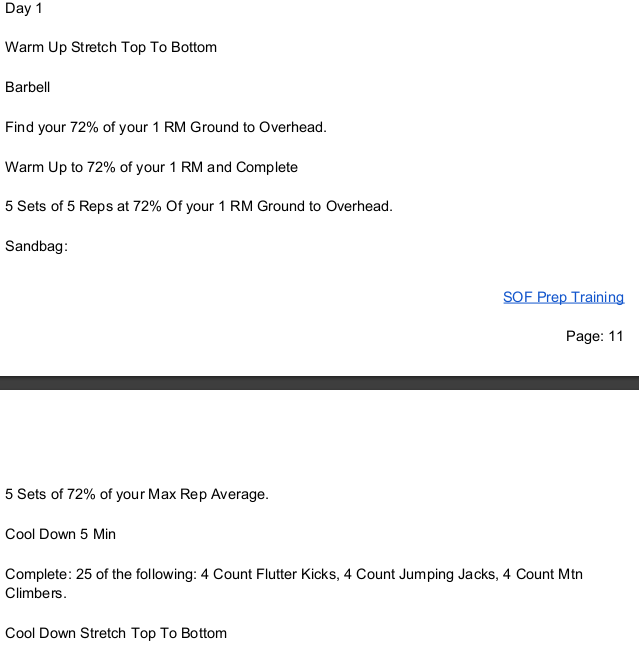 Day 1
Warm Up Stretch Top To Bottom
Barbell
Find your 72% of your 1 RM Ground to Overhead.
Warm Up to 72% of your 1 RM and Complete
5 Sets of 5 Reps at 72% Of your 1 RM Ground to Overhead.
Sandbag:
SOF Prep Training
Page: 11
5 Sets of 72% of your Max Rep Average.
Cool Down 5 Min
Complete: 25 of the following: 4 Count Flutter Kicks, 4 Count Jumping Jacks, 4 Count Mtn
Climbers.
Cool Down Stretch Top To Bottom